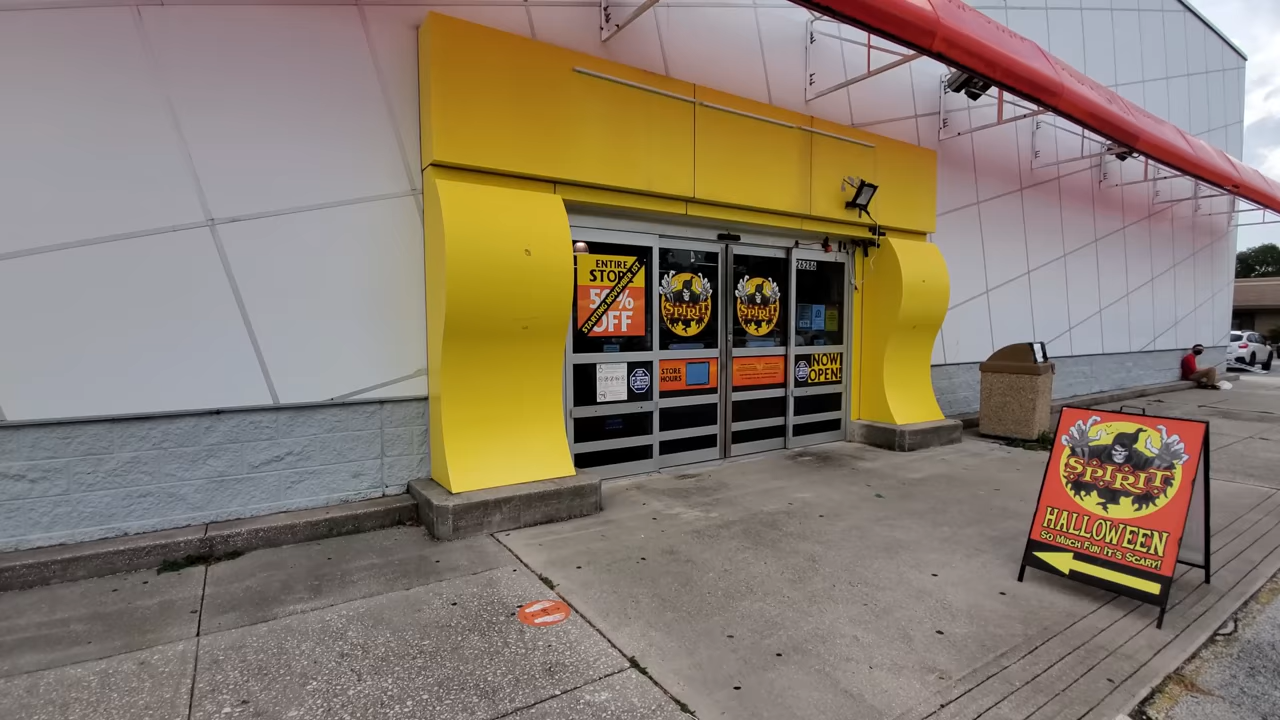 ENTIRE
STORE
50%
OFF
STARTING NOVEMBER 1ST
SPIRIT
SPIRIT
26286
STORE
HOURS
NOW
OPEN!
SPIRIT
HALLOWEEN
SO MUCH FUN IT'S SCARY!